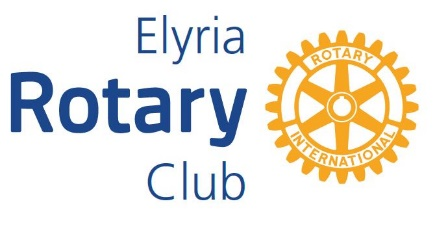 Elyria
Rotary
Club
ROTARY
INTERNATIONAL